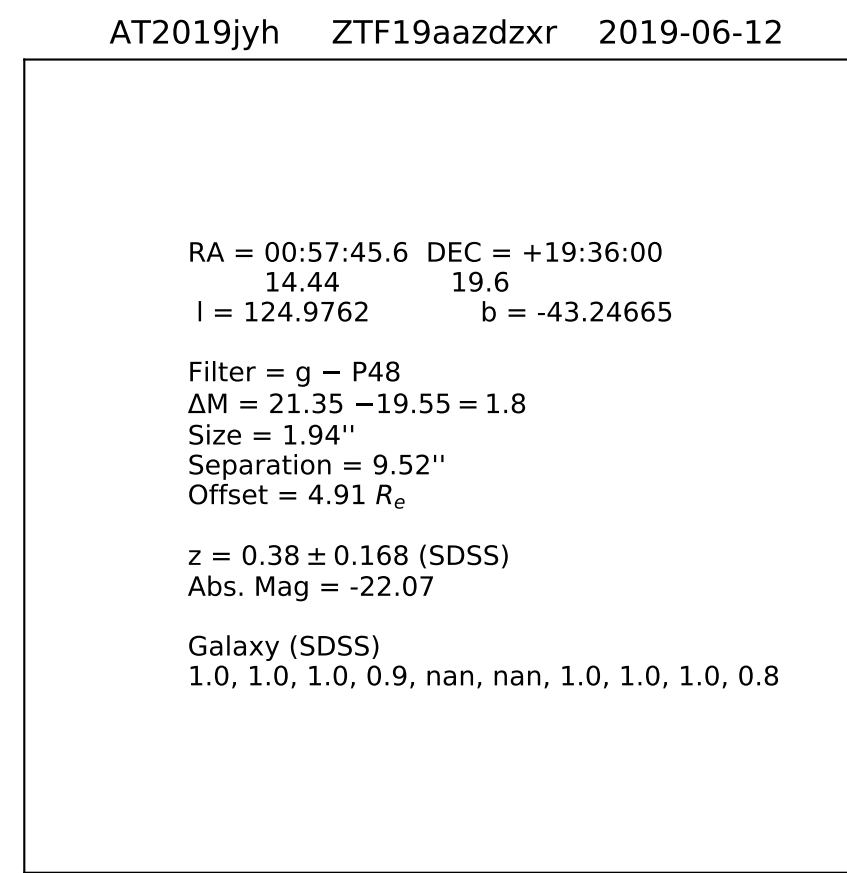 AT2019jyh ZTF19aazdzxr 2019-06-12
RA = 00:57:45.6 DEC = +19:36:00
14.44 19.6
l = 124.9762 b = -43.24665
Filter = g − P48
ΔM = 21.35 −19.55 = 1.8
Size = 1.94''
Separation = 9.52''
Offset = 4.91 Re
z = 0.38 ± 0.168 (SDSS)
Abs. Mag = -22.07
Galaxy (SDSS)
1.0, 1.0, 1.0, 0.9, nan, nan, 1.0, 1.0, 1.0, 0.8